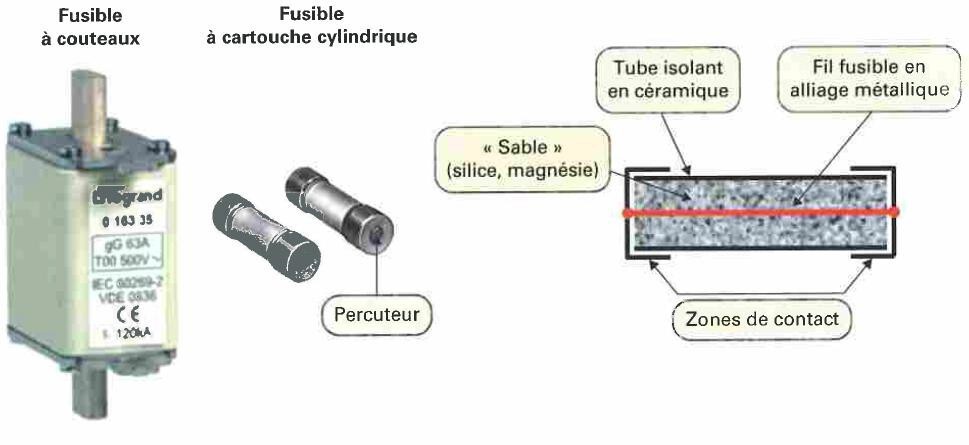 Fusible
à couteaux
Fusible
à cartouche cylindrique
Tube isolant
en céramique
Fil fusible en
alliage métallique
« Sable »
(silice, magnésie)
legrand
0 163 35
gG 63A
T00 500V ~
IEC 60269-2
VDE 0636
CE
120kA
Percuteur
Zones de contact